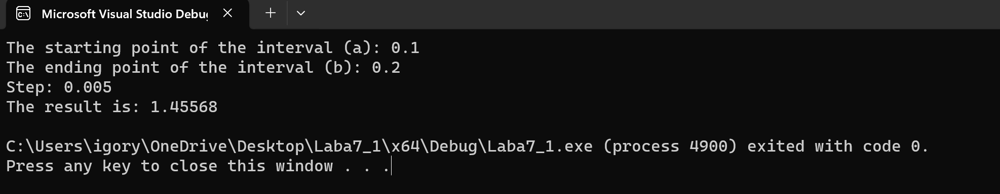 Microsoft Visual Studio Debug
The starting point of the interval (a): 0.1
The ending point of the interval (b): 0.2
Step: 0.005
The result is: 1.45568
C:\Users\igory\OneDrive\Desktop\Laba7_1\x64\Debug\Laba7_1.exe (process 4900) exited with code 0.
Press any key to close this window . . .